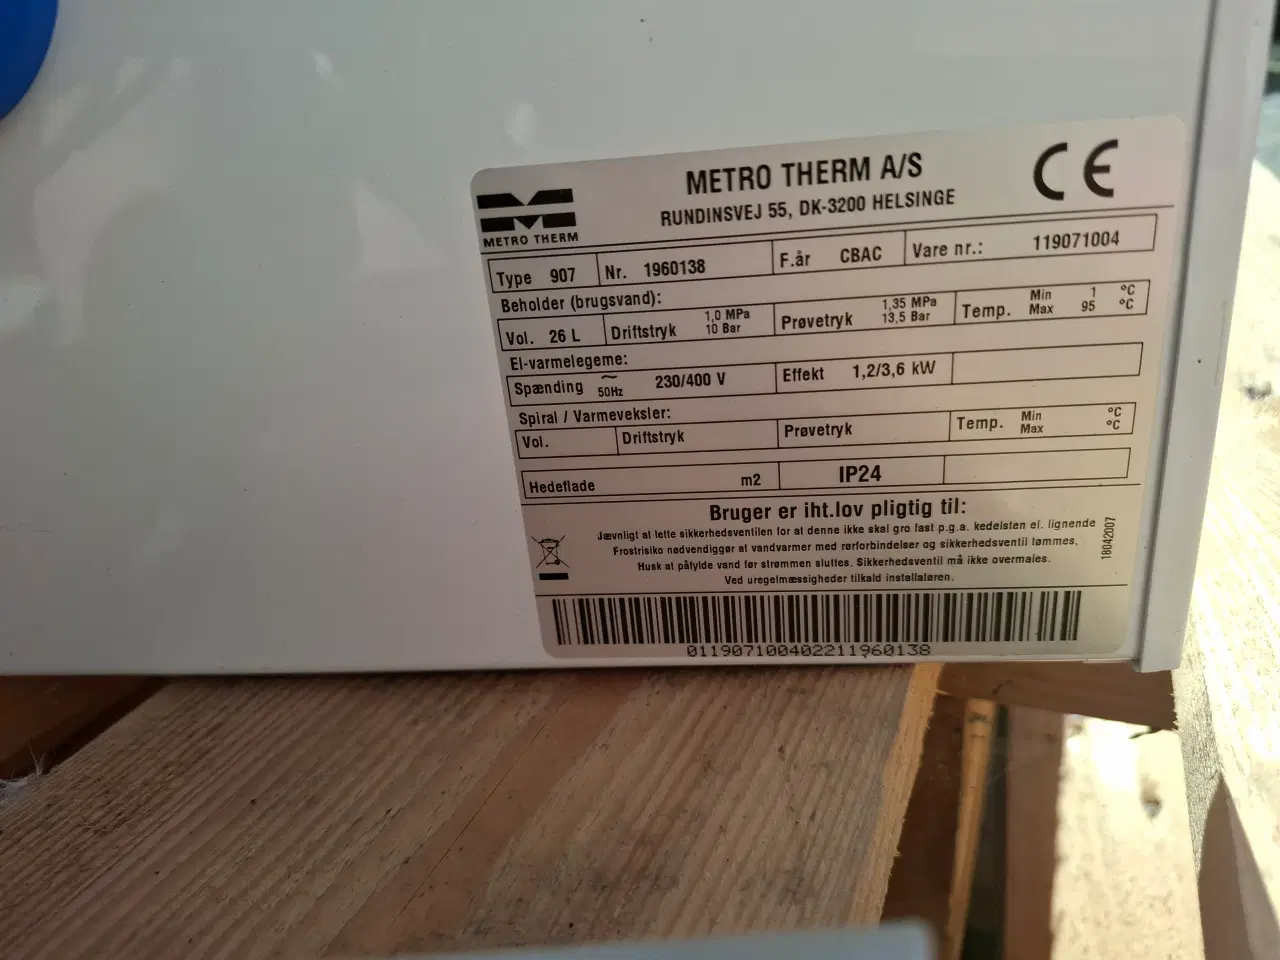 METRO THERM A/S
RUNDINSVEJ 55, DK-3200 HELSINGE
CE
METRO THERM
Type 907 Nr. 1960138 F.år CBAC Vare nr.: 119071004
Beholder (brugsvand):
Vol. 26 L Driftstryk 1,0 MPa 10 Bar Prøvetryk 1,35 MPa 13,5 Bar Temp. Min 1 °C Max 95 °C
El-varmelegeme:
Spænding ~ 50Hz 230/400 V Effekt 1,2/3,6 kW
Spiral / Varmeveksler:
Vol. Driftstryk Prøvetryk Temp. Min °C Max °C
Hedeflade m2 IP24
Bruger er iht.lov pligtig til:
Jævnligt at lette sikkerhedsventilen for at denne ikke skal gro fast p.g.a. kedelsten el. lignende
Frostrisiko nødvendiggør at vandvarmer med rørforbindelser og sikkerhedsventil tømmes,
Husk at påfylde vand før strømmen sluttes. Sikkerhedsventil må ikke overmales.
Ved uregelmæssigheder tilkald installatøren.
18042007
011907100402211960138